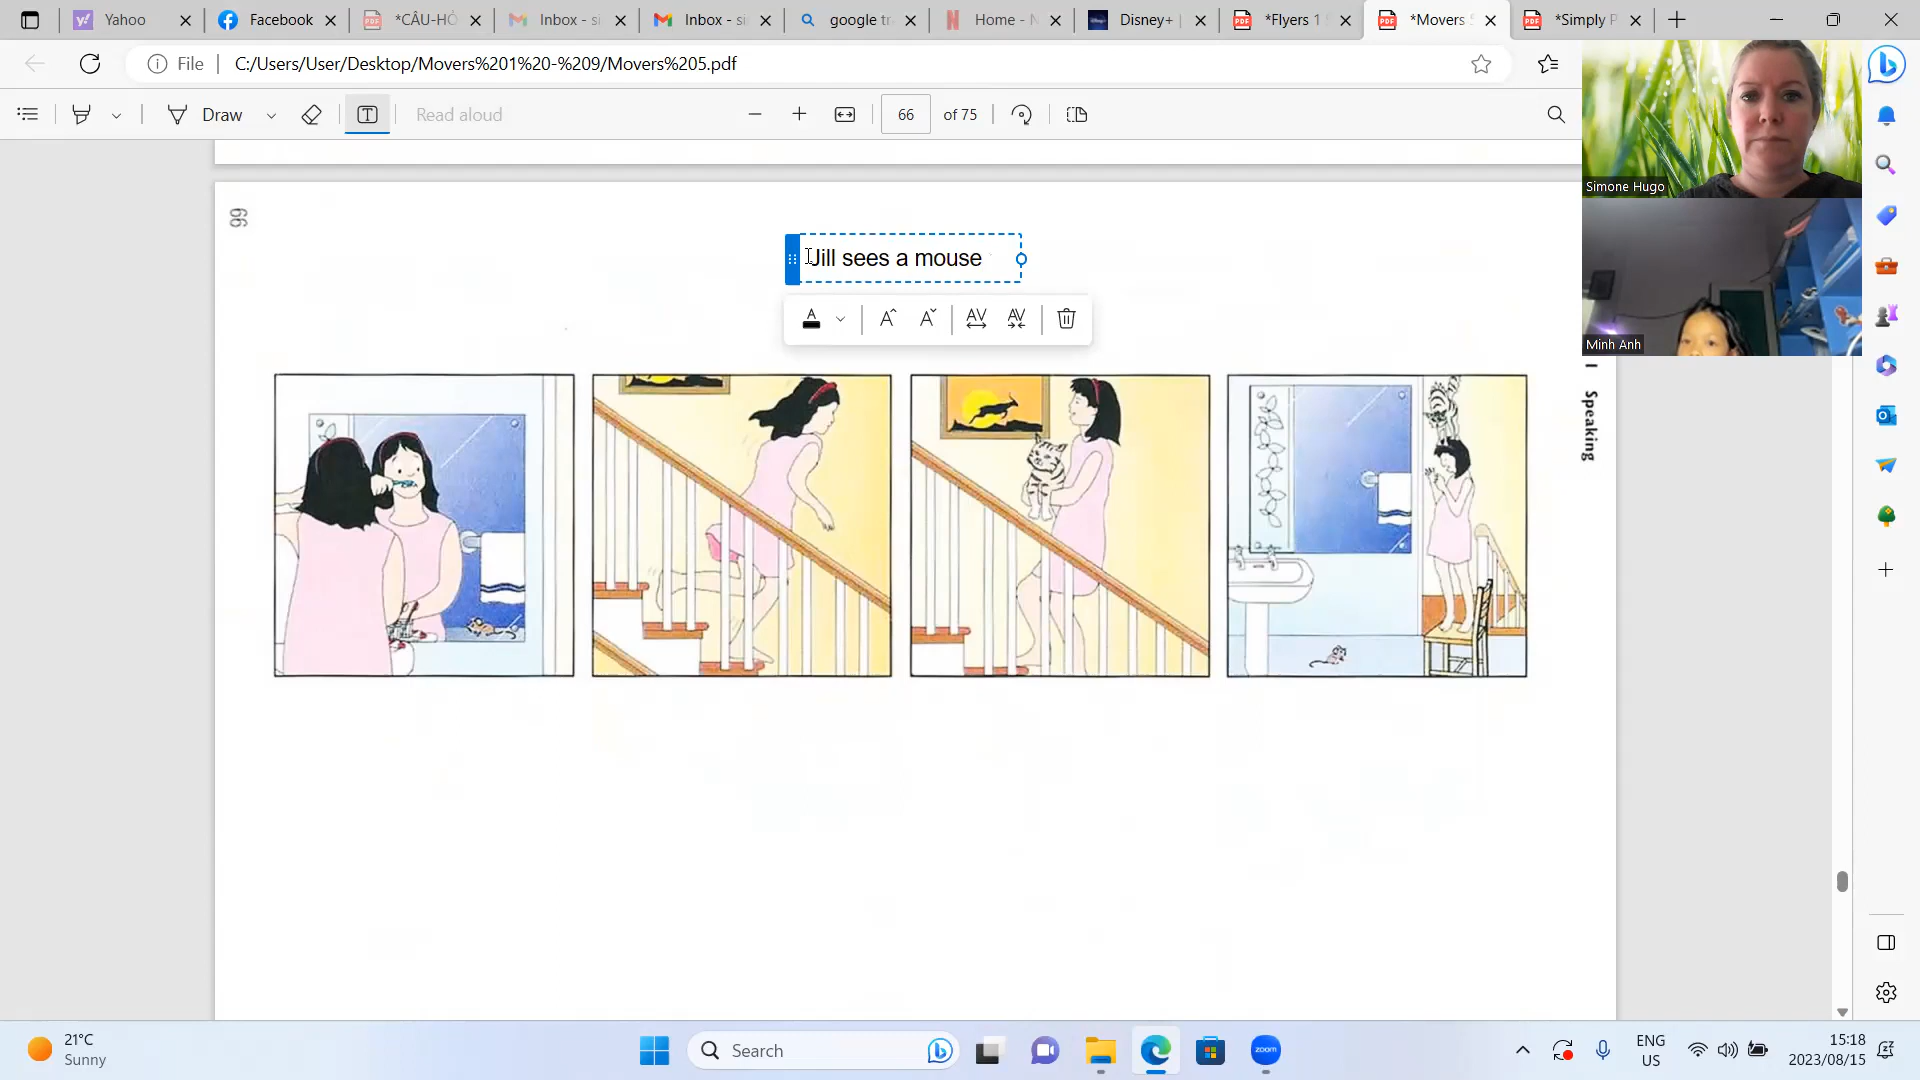 Yahoo
Facebook
*CÂU-HỎ
Inbox - si
Inbox - si
google tr
Home - N
Disney+ |
*Flyers 1
*Movers
*Simply P
File
C:/Users/User/Desktop/Movers%201%20-%209/Movers%205.pdf
Draw
Read aloud
66
of 75
Simone Hugo
Minh Anh
66
Jill sees a mouse
Speaking
21°C
Sunny
Search
zoom
ENG
US
15:18
2023/08/15